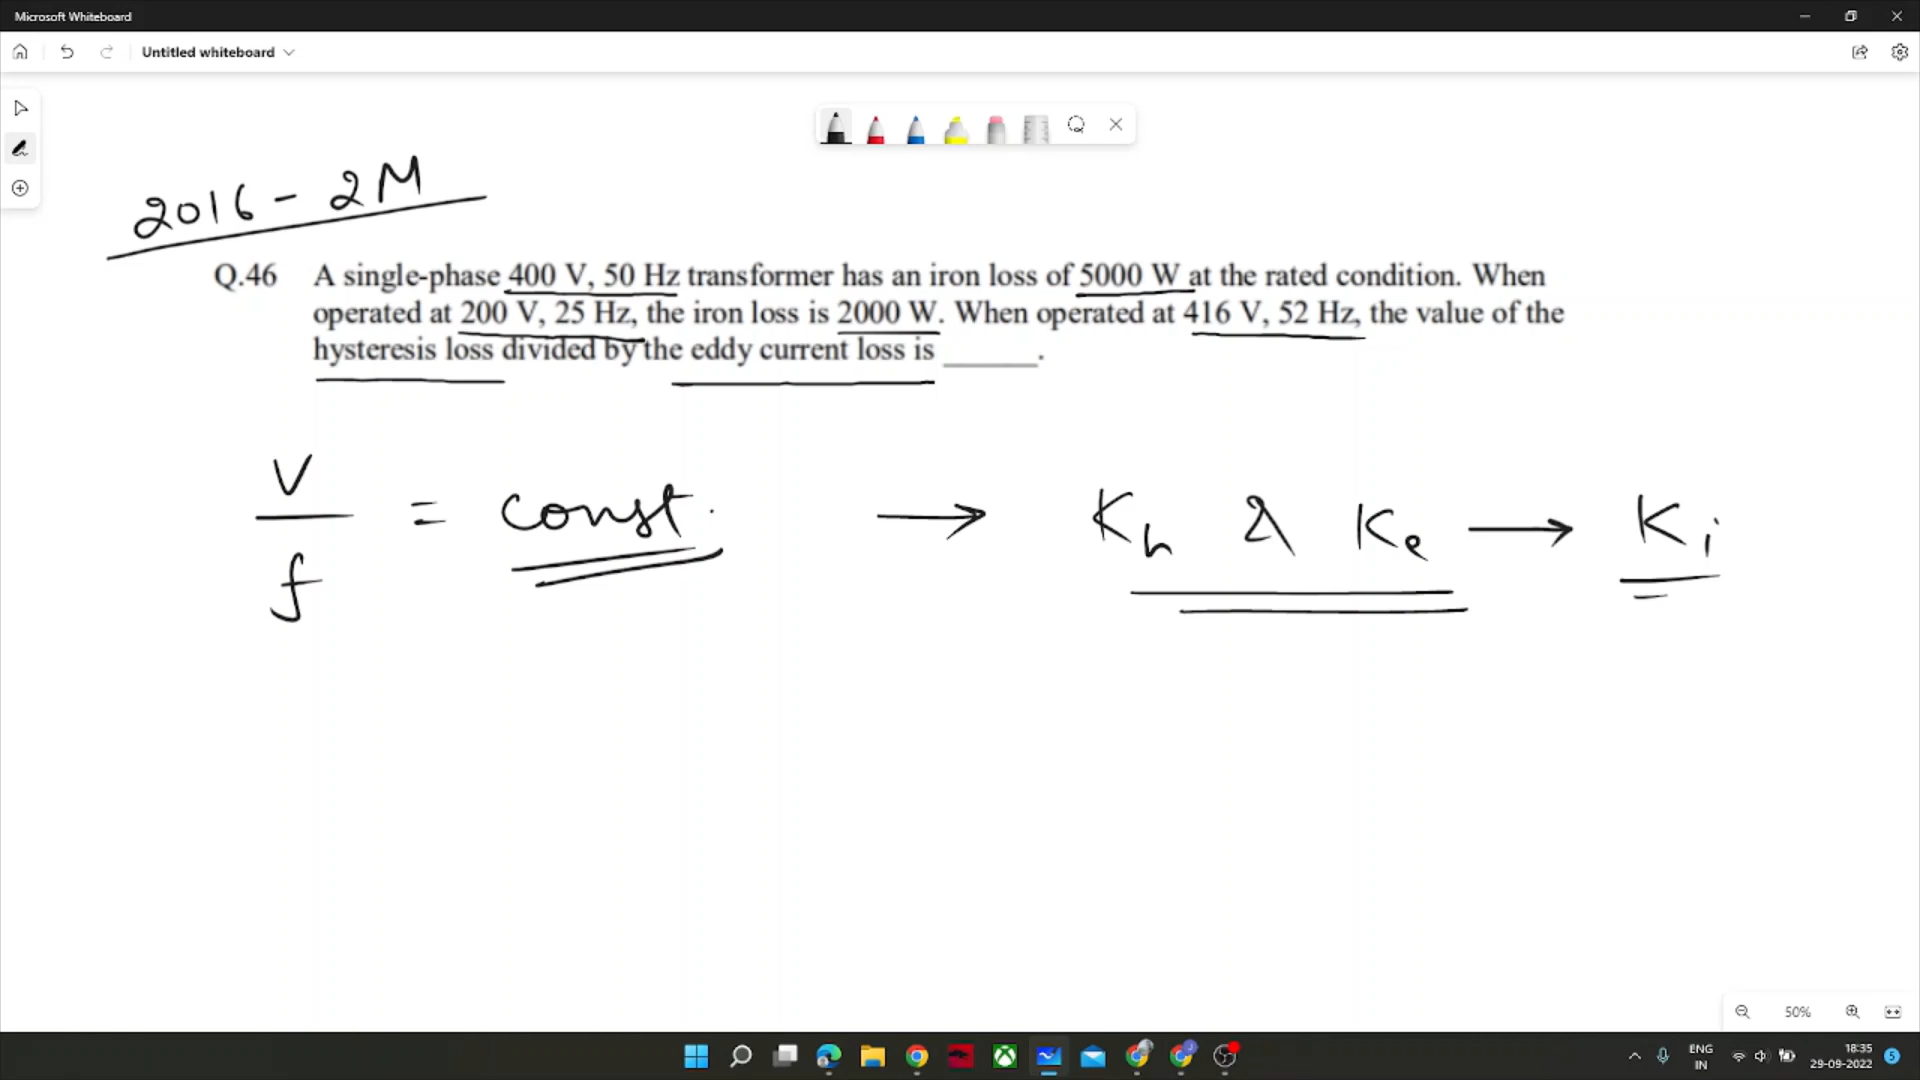 Microsoft Whiteboard
Untitled whiteboard
2016 - 2M
Q.46 A single-phase 400 V, 50 Hz transformer has an iron loss of 5000 W at the rated condition. When
operated at 200 V, 25 Hz, the iron loss is 2000 W. When operated at 416 V, 52 Hz, the value of the
hysteresis loss divided by the eddy current loss is ______.
V
f
= const. → Kh & Ke → Ki
50%
ENG
IN
18:35
29-09-2022
5